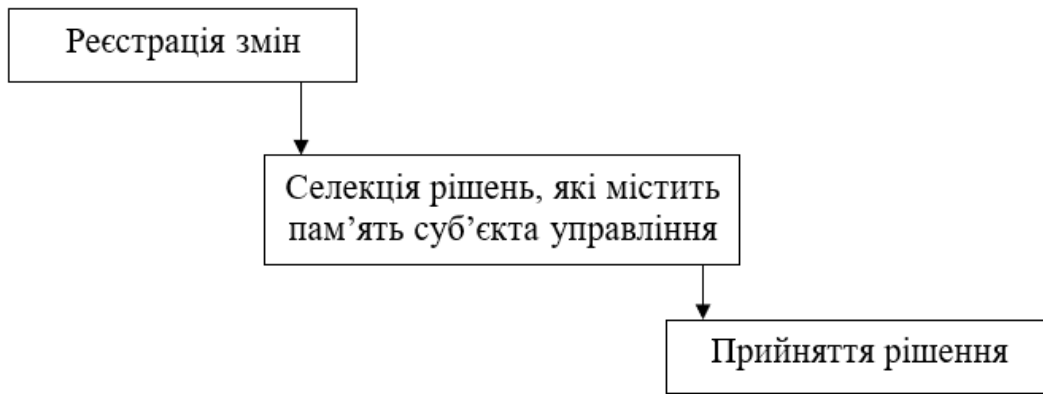 Реєстрація змін
Селекція рішень, які містить
пам’ять суб’єкта управління
Прийняття рішення